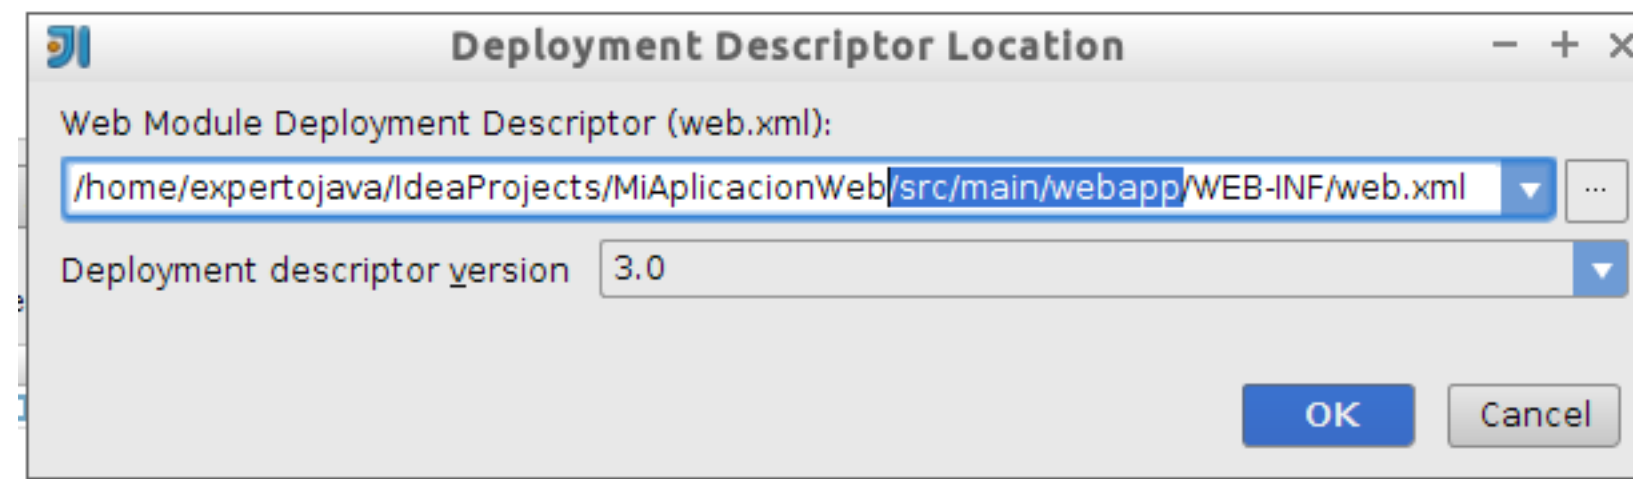 Deployment Descriptor Location
Web Module Deployment Descriptor (web.xml):
/home/expertojava/IdeaProjects/MiAplicacionWeb/src/main/webapp/WEB-INF/web.xml ...
Deployment descriptor version 3.0
OK Cancel